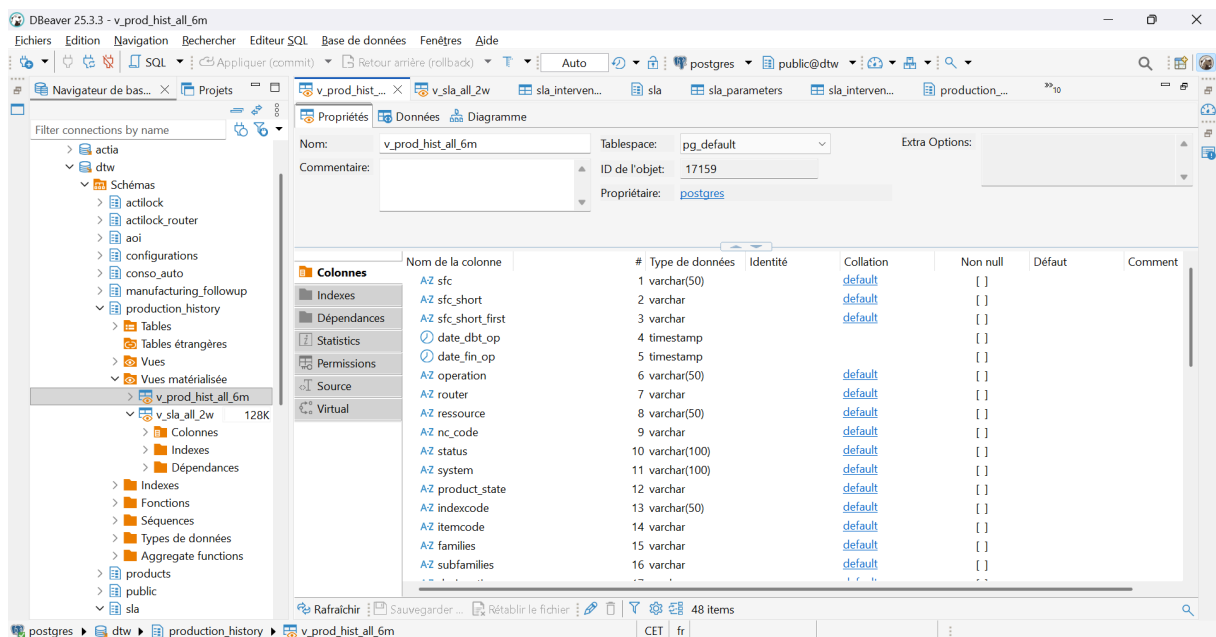 DBeaver 25.3.3 - v_prod_hist_all_6m
Fichiers Edition Navigation Rechercher Editeur SQL Base de données Fenêtres Aide
SQL Appliquer (commit) Retour arrière (rollback) T Auto postgres public@dtw
Navigateur de bas... Projets
v_prod_hist_... v_sla_all_2w sla_interven... sla sla_parameters sla_interven... production_... »10
Filter connections by name
actia
dtw
Schémas
actilock
actilock_router
aoi
configurations
conso_auto
manufacturing_followup
production_history
Tables
Tables étrangères
Vues
Vues matérialisée
v_prod_hist_all_6m
v_sla_all_2w 128K
Colonnes
Indexes
Dépendances
Indexes
Fonctions
Séquences
Types de données
Aggregate functions
products
public
sla
Propriétés Données Diagramme
Nom: v_prod_hist_all_6m Tablespace: pg_default Extra Options:
Commentaire: ID de l'objet: 17159
Propriétaire: postgres
Colonnes
Indexes
Dépendances
Statistics
Permissions
Source
Virtual
Nom de la colonne # Type de données Identité Collation Non null Défaut Comment
A-Z sfc 1 varchar(50) default [ ]
A-Z sfc_short 2 varchar default [ ]
A-Z sfc_short_first 3 varchar default [ ]
date_dbt_op 4 timestamp [ ]
date_fin_op 5 timestamp [ ]
A-Z operation 6 varchar(50) default [ ]
A-Z router 7 varchar default [ ]
A-Z ressource 8 varchar(50) default [ ]
A-Z nc_code 9 varchar default [ ]
A-Z status 10 varchar(100) default [ ]
A-Z system 11 varchar(100) default [ ]
A-Z product_state 12 varchar default [ ]
A-Z indexcode 13 varchar(50) default [ ]
A-Z itemcode 14 varchar default [ ]
A-Z families 15 varchar default [ ]
A-Z subfamilies 16 varchar default [ ]
Rafraîchir Sauvegarder ... Rétablir le fichier 48 items
postgres dtw production_history v_prod_hist_all_6m CET fr